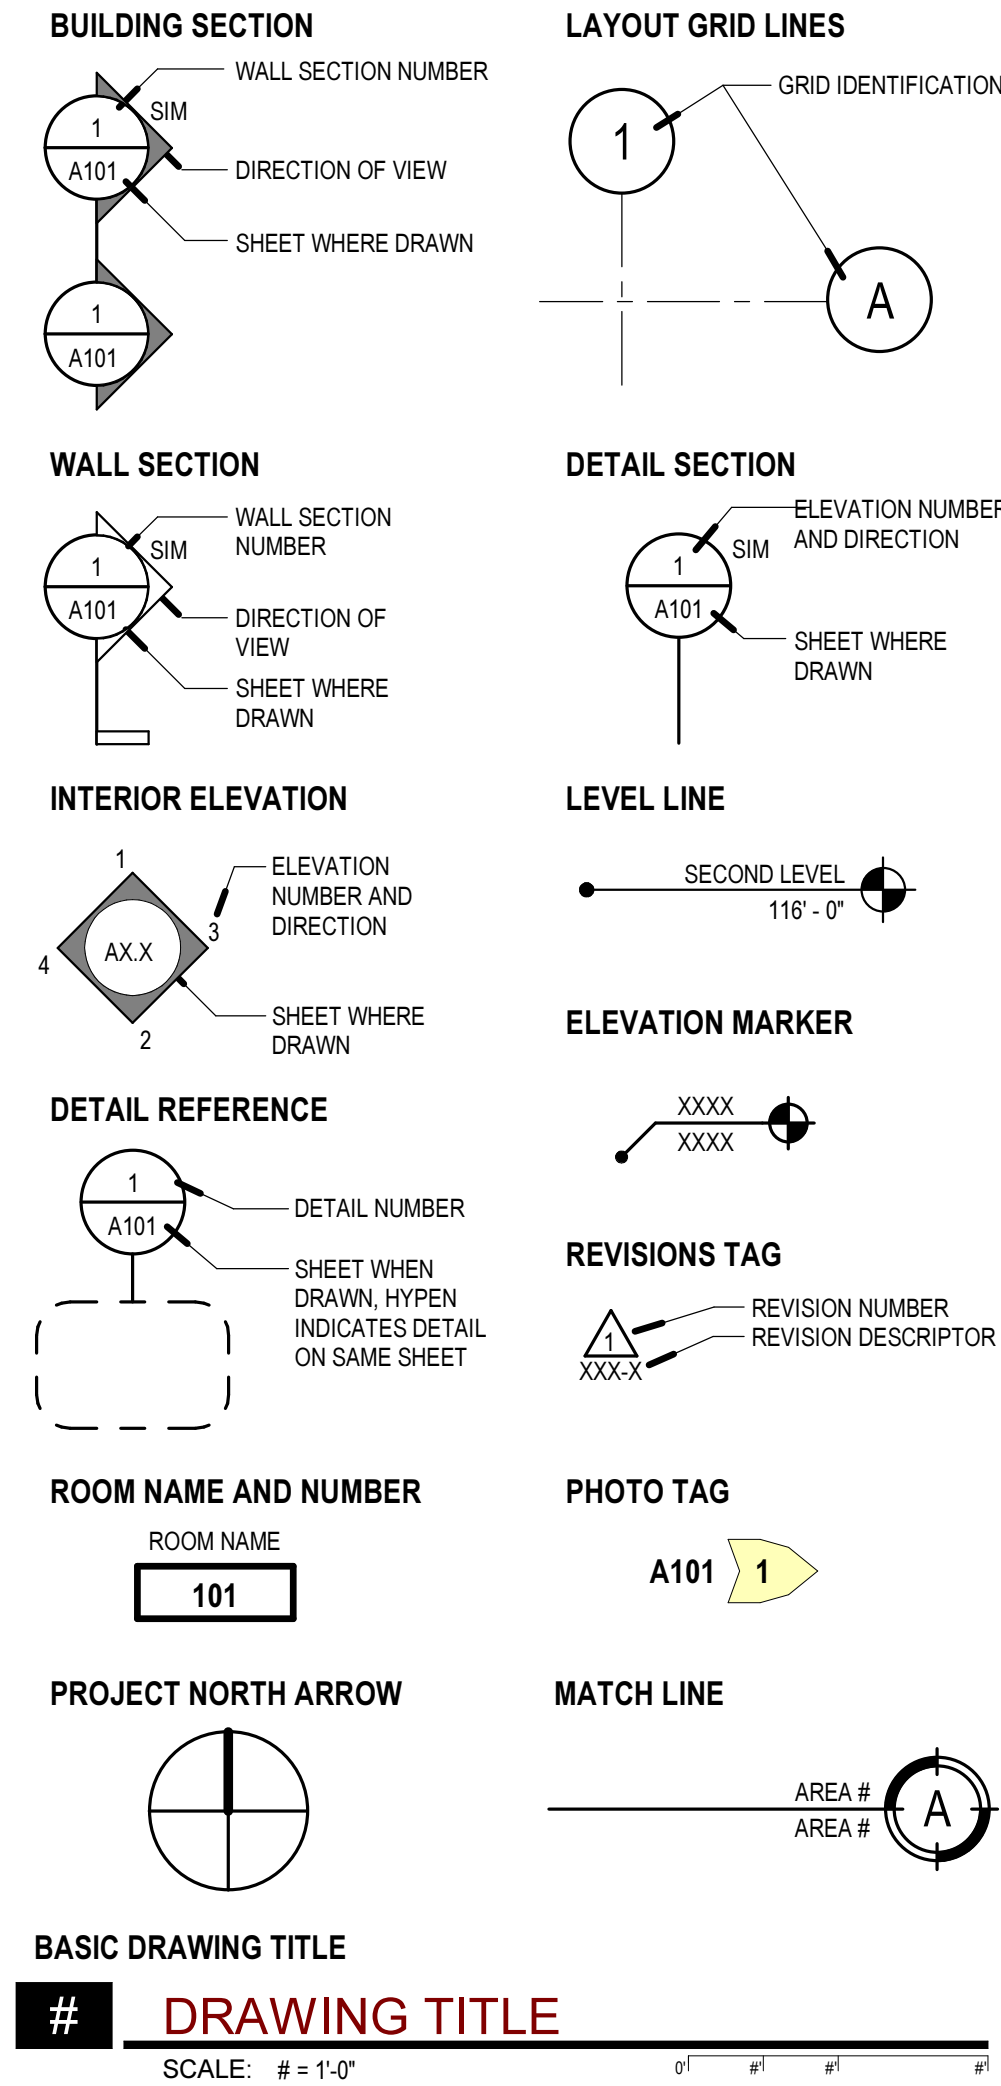 BUILDING SECTION
WALL SECTION NUMBER
SIM
1
A101
DIRECTION OF VIEW
SHEET WHERE DRAWN
1
A101
LAYOUT GRID LINES
GRID IDENTIFICATION
1
A
WALL SECTION
WALL SECTION
NUMBER
SIM
1
A101
DIRECTION OF
VIEW
SHEET WHERE
DRAWN
DETAIL SECTION
ELEVATION NUMBER
AND DIRECTION
SIM
1
A101
SHEET WHERE
DRAWN
INTERIOR ELEVATION
1
ELEVATION
NUMBER AND
DIRECTION
3
AX.X
4
2
SHEET WHERE
DRAWN
LEVEL LINE
SECOND LEVEL
116' - 0"
ELEVATION MARKER
XXXX
XXXX
DETAIL REFERENCE
1
A101
DETAIL NUMBER
SHEET WHEN
DRAWN, HYPEN
INDICATES DETAIL
ON SAME SHEET
REVISIONS TAG
REVISION NUMBER
REVISION DESCRIPTOR
1
XXX-X
ROOM NAME AND NUMBER
ROOM NAME
101
PHOTO TAG
A101 1
PROJECT NORTH ARROW
MATCH LINE
AREA #
AREA #
A
BASIC DRAWING TITLE
# DRAWING TITLE
SCALE: # = 1'-0"
0' #' #' #'